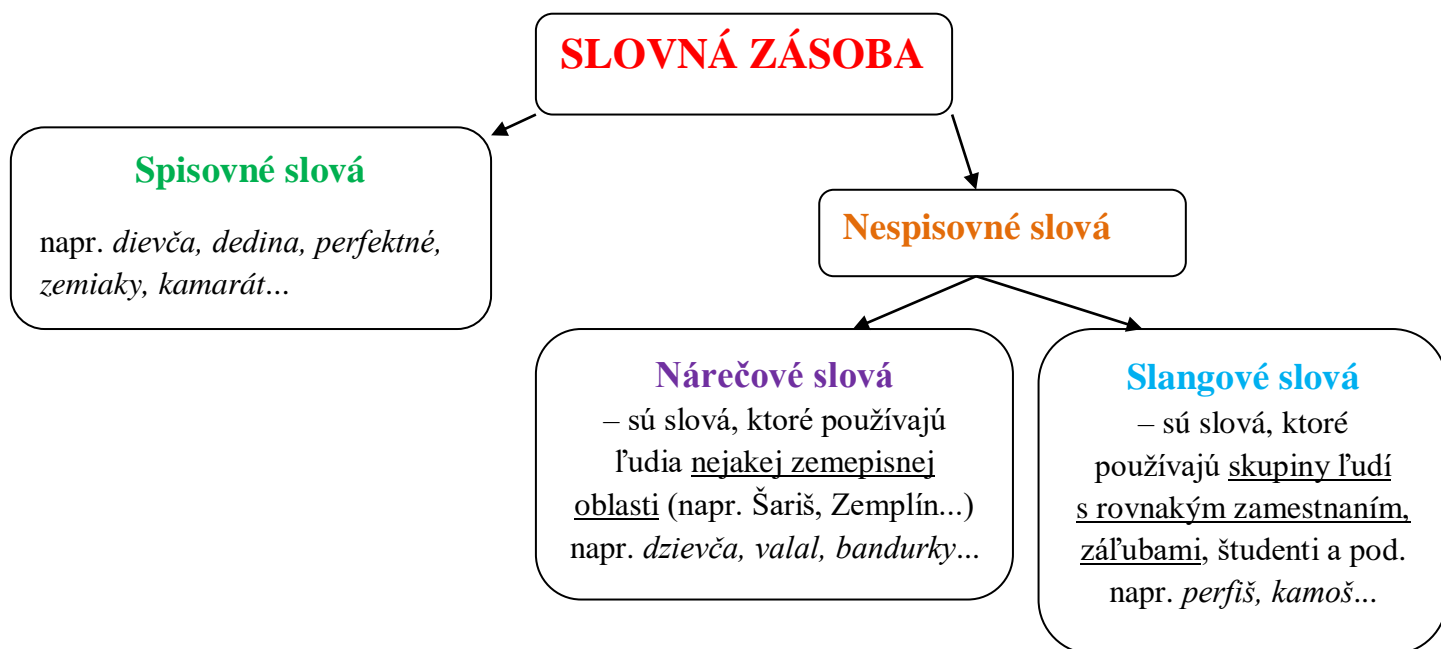 SLOVNÁ ZÁSOBA
Spisovné slová
napr. dievča, dedina, perfektné,
zemiaky, kamarát...
Nespisovné slová
Nárečové slová
– sú slová, ktoré používajú
ľudia nejakej zemepisnej
oblasti (napr. Šariš, Zemplín...)
napr. dzievča, valal, bandurky...
Slangové slová
– sú slová, ktoré
používajú skupiny ľudí
s rovnakým zamestnaním,
záľubami, študenti a pod.
napr. perfiš, kamoš...